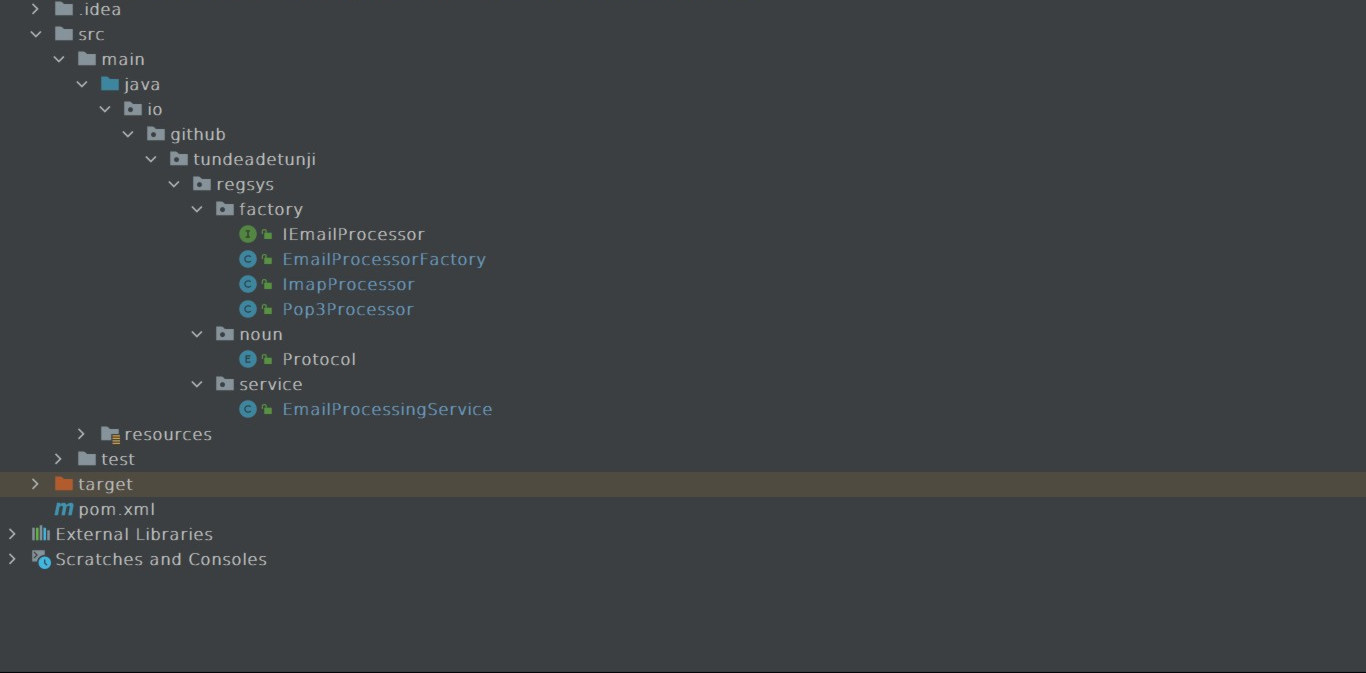 .idea
src
main
java
io
github
tundeadetunji
regsys
factory
IEmailProcessor
EmailProcessorFactory
ImapProcessor
Pop3Processor
noun
Protocol
service
EmailProcessingService
resources
test
target
pom.xml
External Libraries
Scratches and Consoles